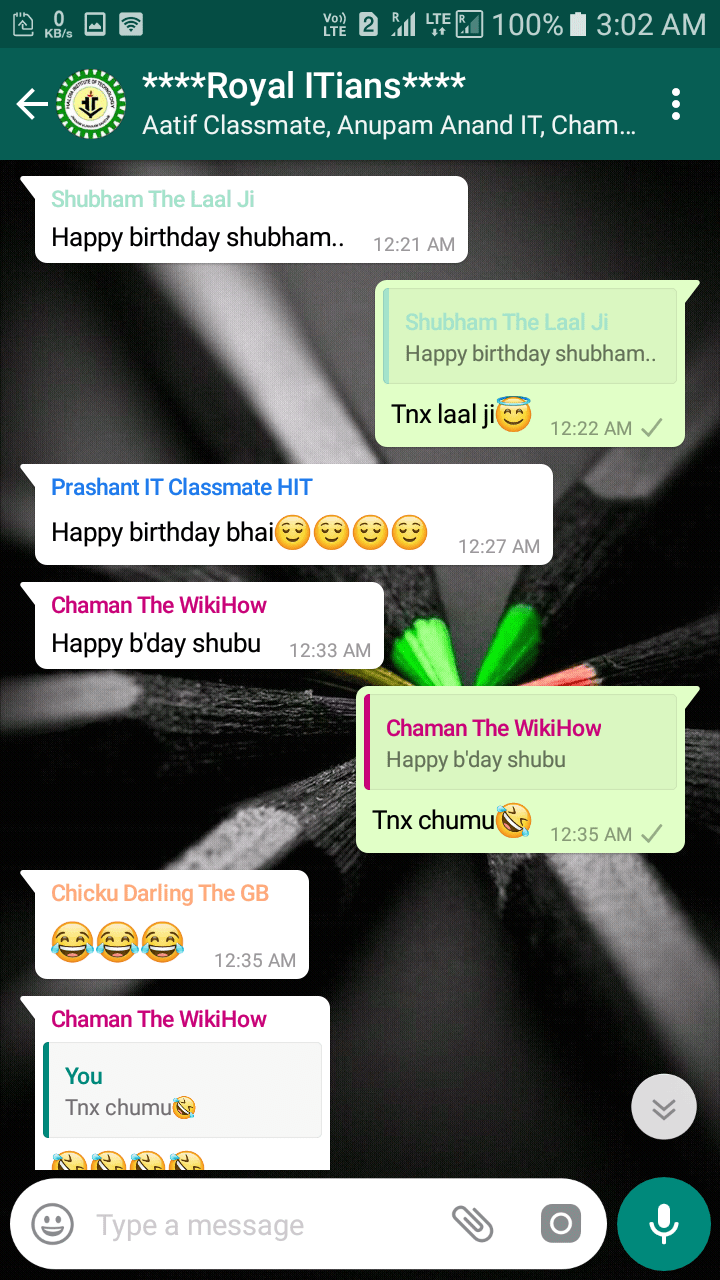 0 KB/s Vo)) LTE 2 R LTE R 100% 3:02 AM
****Royal ITians****
Aatif Classmate, Anupam Anand IT, Cham...
Shubham The Laal Ji
Happy birthday shubham.. 12:21 AM
Shubham The Laal Ji
Happy birthday shubham..
Tnx laal ji😇 12:22 AM
Prashant IT Classmate HIT
Happy birthday bhai😌😌😌😌 12:27 AM
Chaman The WikiHow
Happy b'day shubu 12:33 AM
Chaman The WikiHow
Happy b'day shubu
Tnx chumu🤣 12:35 AM
Chicku Darling The GB
😂😂😂 12:35 AM
Chaman The WikiHow
You
Tnx chumu🤣
🤣🤣🤣🤣
Type a message